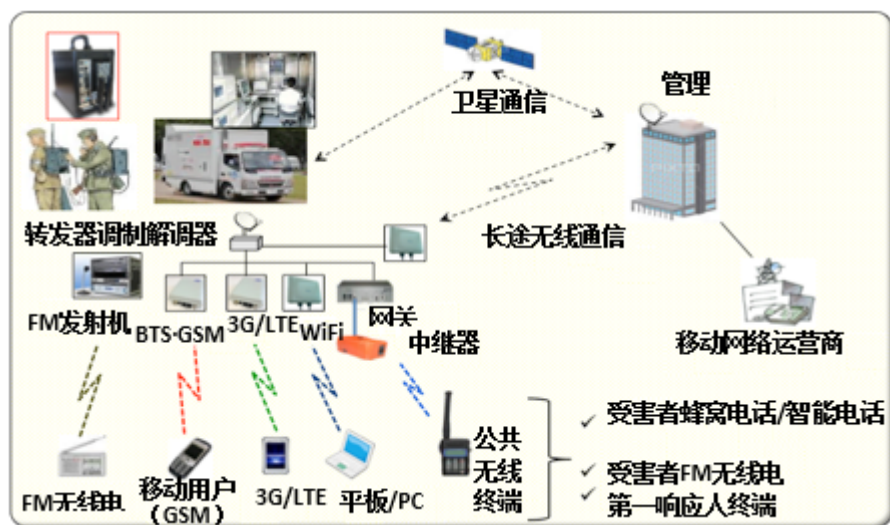 卫星通信
管理
转发器调制解调器
长途无线通信
FM发射机
BTS·GSM
3G/LTE
WiFi
网关
中继器
移动网络运营商
FM无线电
移动用户
（GSM）
3G/LTE
平板/PC
公共
无线
终端
✓ 受害者蜂窝电话/智能电话
✓ 受害者FM无线电
✓ 第一响应人终端